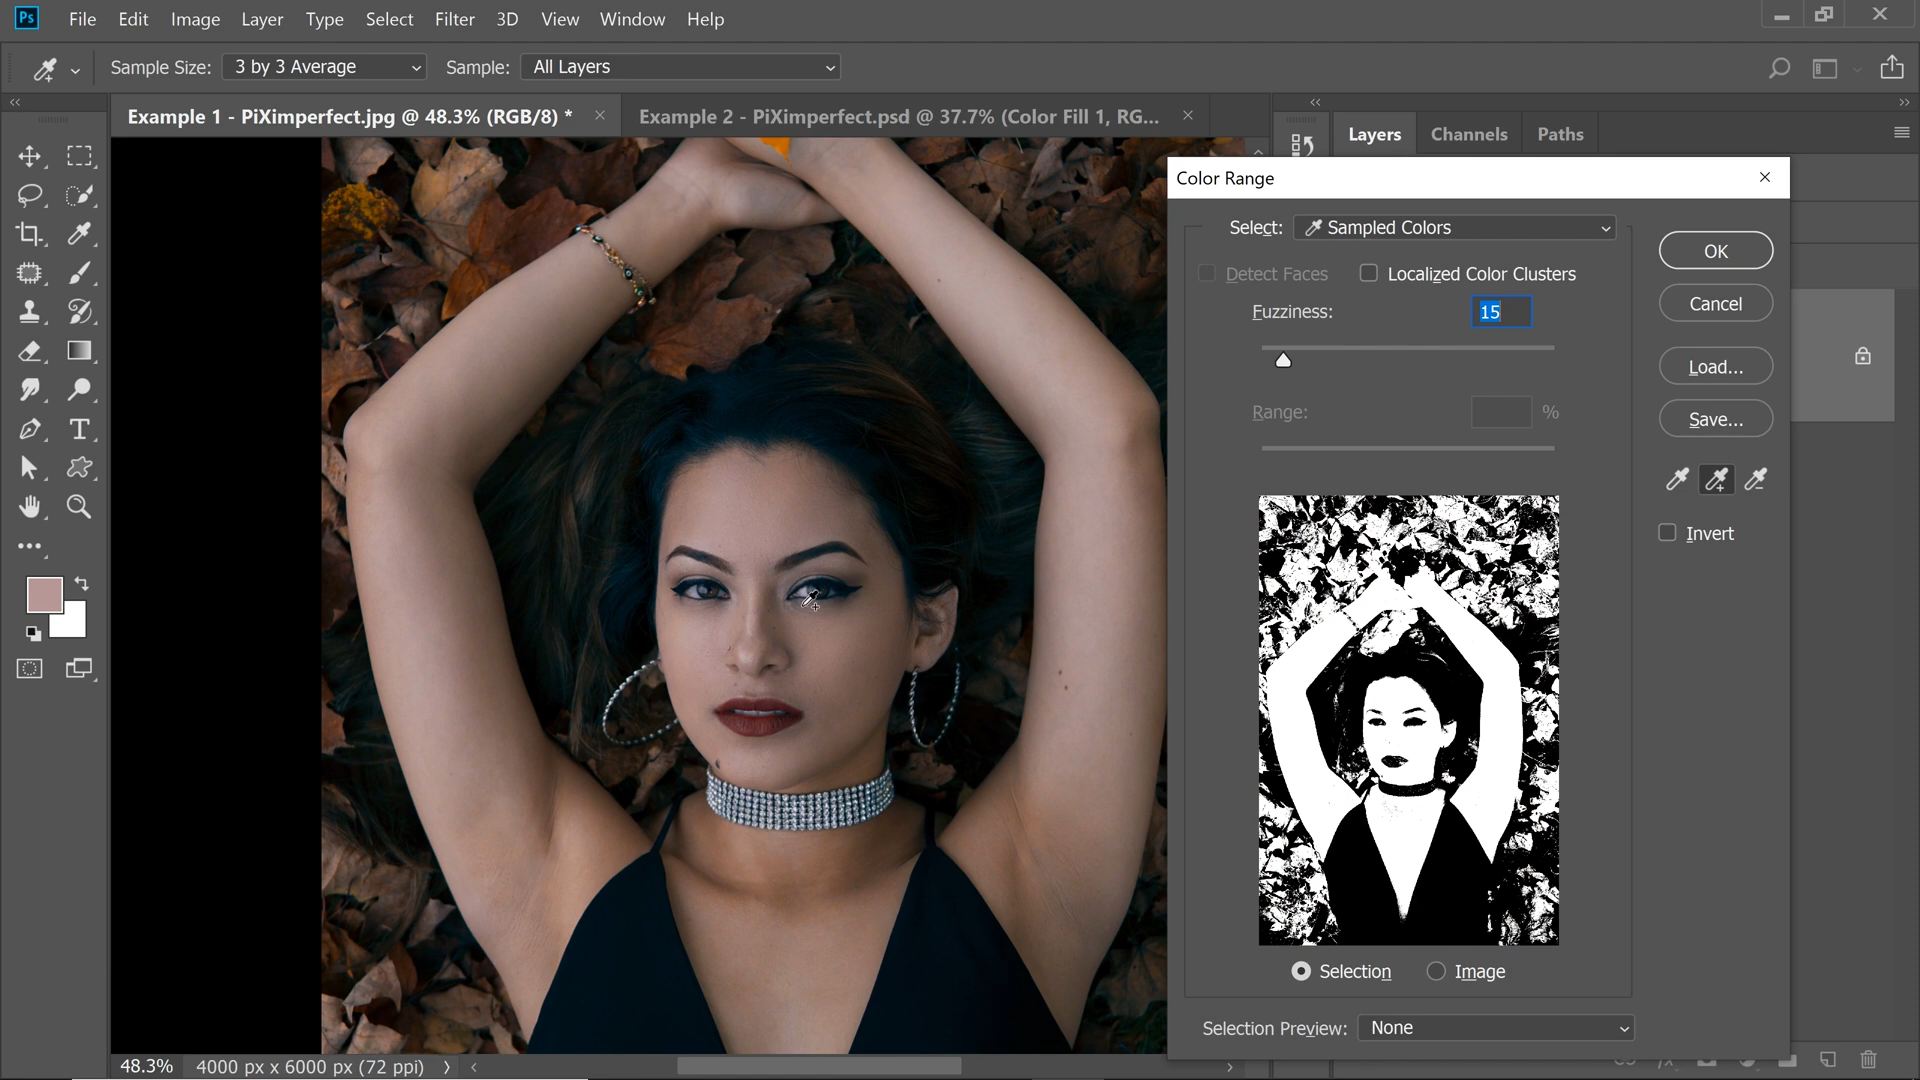 Ps File Edit Image Layer Type Select Filter 3D View Window Help
Sample Size: 3 by 3 Average Sample: All Layers
Example 1 - PiXimperfect.jpg @ 48.3% (RGB/8) * Example 2 - PiXimperfect.psd @ 37.7% (Color Fill 1, RG...
Layers Channels Paths
Color Range
Select: Sampled Colors
OK
Detect Faces Localized Color Clusters
Cancel
Fuzziness: 15
Load...
Range: %
Save...
Invert
Selection Image
Selection Preview: None
48.3% 4000 px x 6000 px (72 ppi)